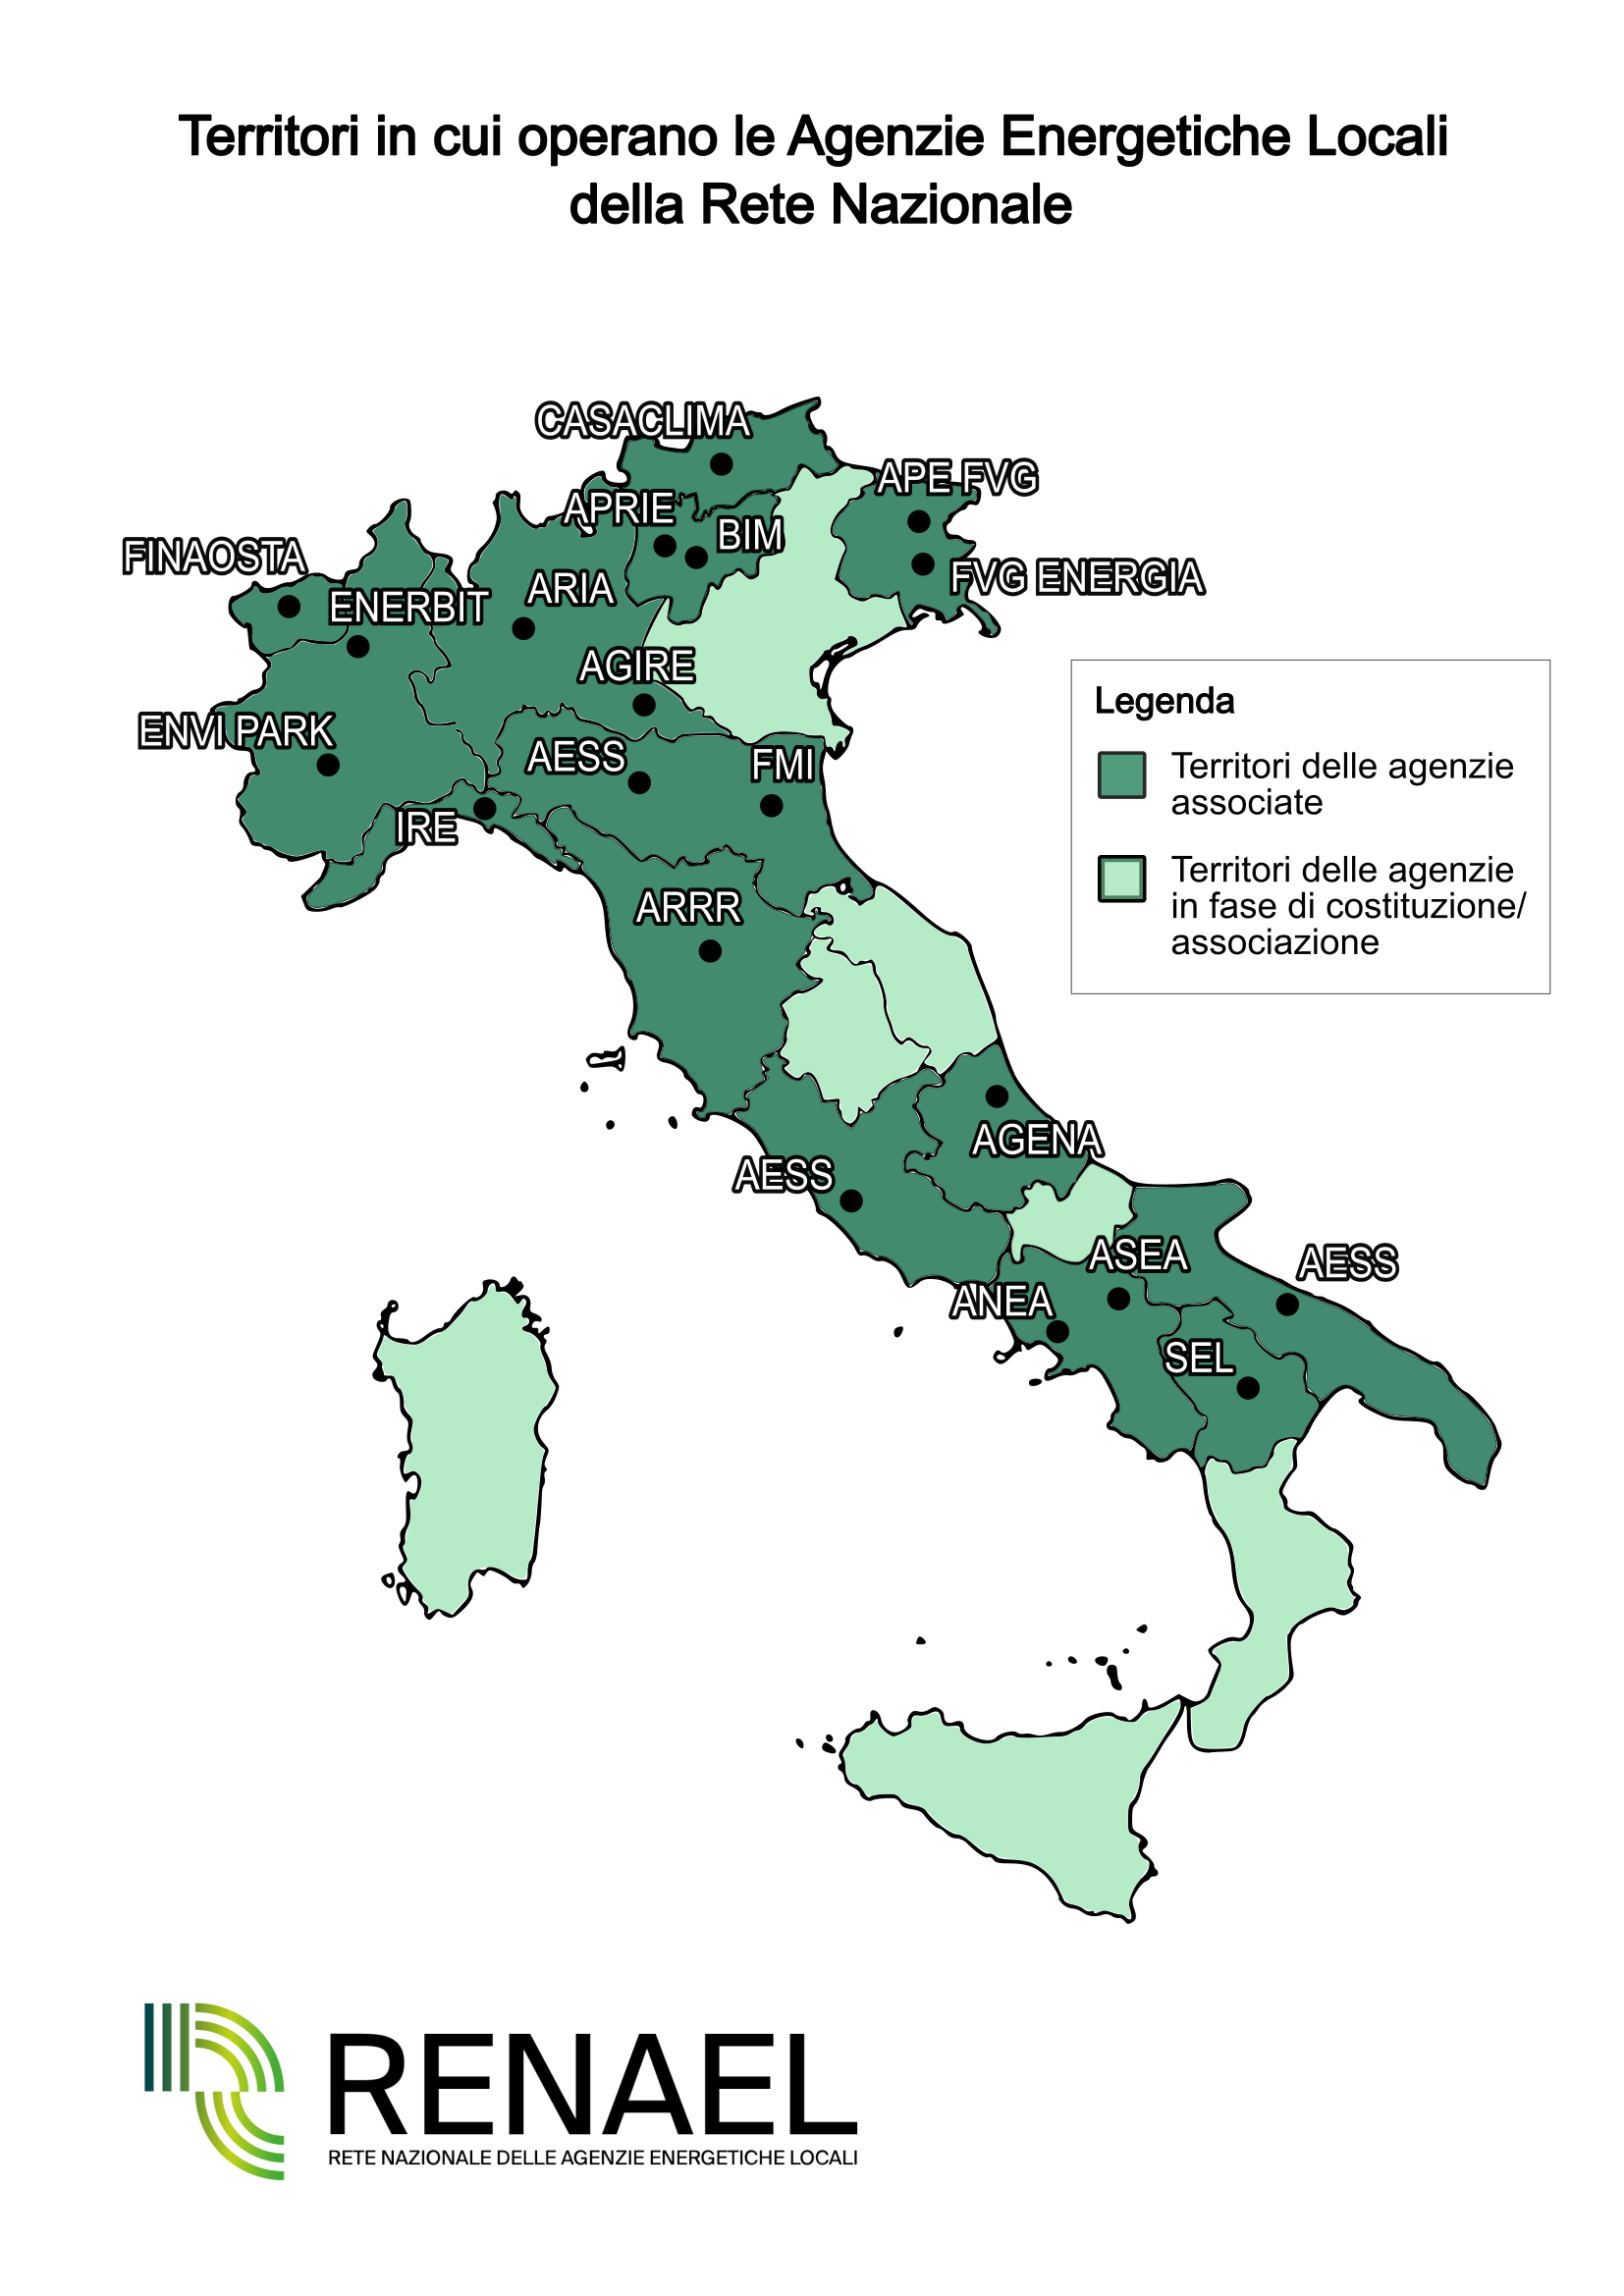 Territori in cui operano le Agenzie Energetiche Locali
della Rete Nazionale
CASACLIMA
APE FVG
APRIE
BIM
FINAOSTA
FVG ENERGIA
ARIA
ENERBIT
AGIRE
ENVI PARK
AESS
FMI
IRE
ARRR
Legenda
Territori delle agenzie
associate
Territori delle agenzie
in fase di costituzione/
associazione
AGENA
AESS
ASEA
AESS
ANEA
SEL
RENAEL
RETE NAZIONALE DELLE AGENZIE ENERGETICHE LOCALI